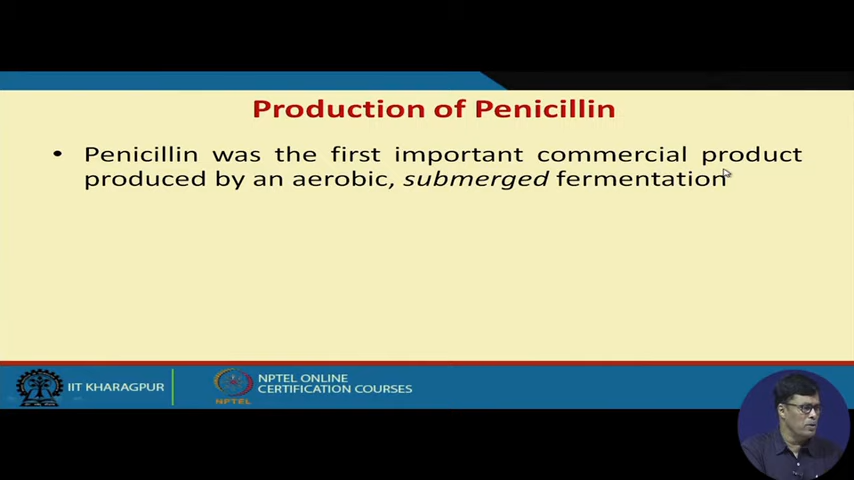 Production of Penicillin
• Penicillin was the first important commercial product
produced by an aerobic, submerged fermentation
IIT KHARAGPUR
NPTEL
NPTEL ONLINE
CERTIFICATION COURSES